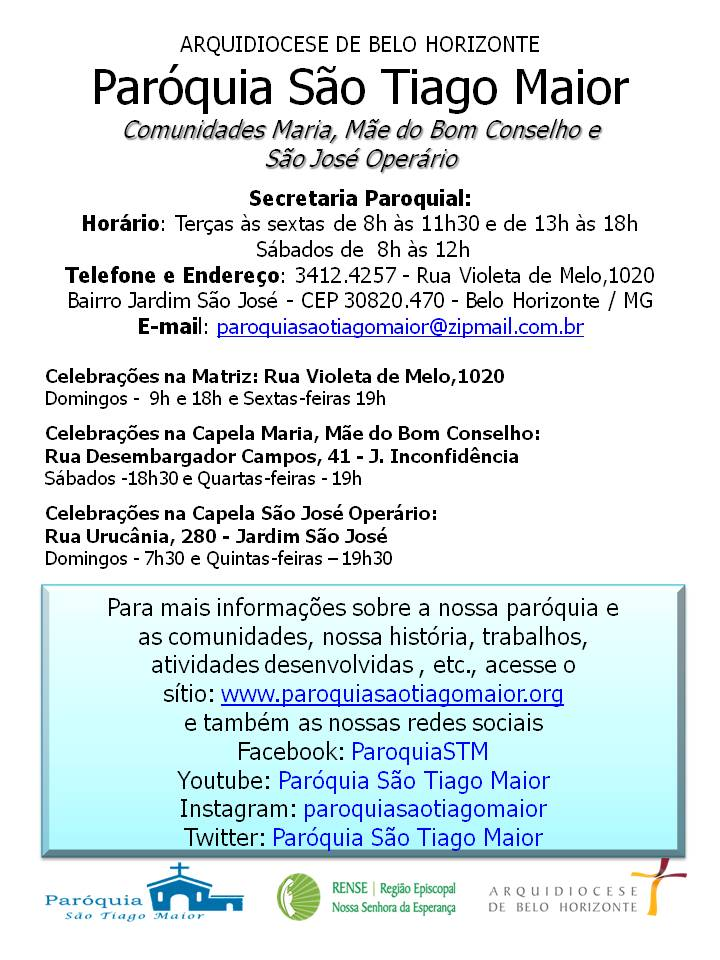 ARQUIDIOCESE DE BELO HORIZONTE
Paróquia São Tiago Maior
Comunidades Maria, Mãe do Bom Conselho e
São José Operário
Secretaria Paroquial:
Horário: Terças às sextas de 8h às 11h30 e de 13h às 18h
Sábados de 8h às 12h
Telefone e Endereço: 3412.4257 - Rua Violeta de Melo,1020
Bairro Jardim São José - CEP 30820.470 - Belo Horizonte / MG
E-mail: paroquiasaotiagomaior@zipmail.com.br
Celebrações na Matriz: Rua Violeta de Melo,1020
Domingos - 9h e 18h e Sextas-feiras 19h
Celebrações na Capela Maria, Mãe do Bom Conselho:
Rua Desembargador Campos, 41 - J. Inconfidência
Sábados -18h30 e Quartas-feiras - 19h
Celebrações na Capela São José Operário:
Rua Urucânia, 280 - Jardim São José
Domingos - 7h30 e Quintas-feiras – 19h30
Para mais informações sobre a nossa paróquia e
as comunidades, nossa história, trabalhos,
atividades desenvolvidas , etc., acesse o
sítio: www.paroquiasaotiagomaior.org
e também as nossas redes sociais
Facebook: ParoquiaSTM
Youtube: Paróquia São Tiago Maior
Instagram: paroquiasaotiagomaior
Twitter: Paróquia São Tiago Maior
Paróquia
São Tiago Maior
RENSE | Região Episcopal
Nossa Senhora da Esperança
ARQUIDIOCESE
DE BELO HORIZONTE